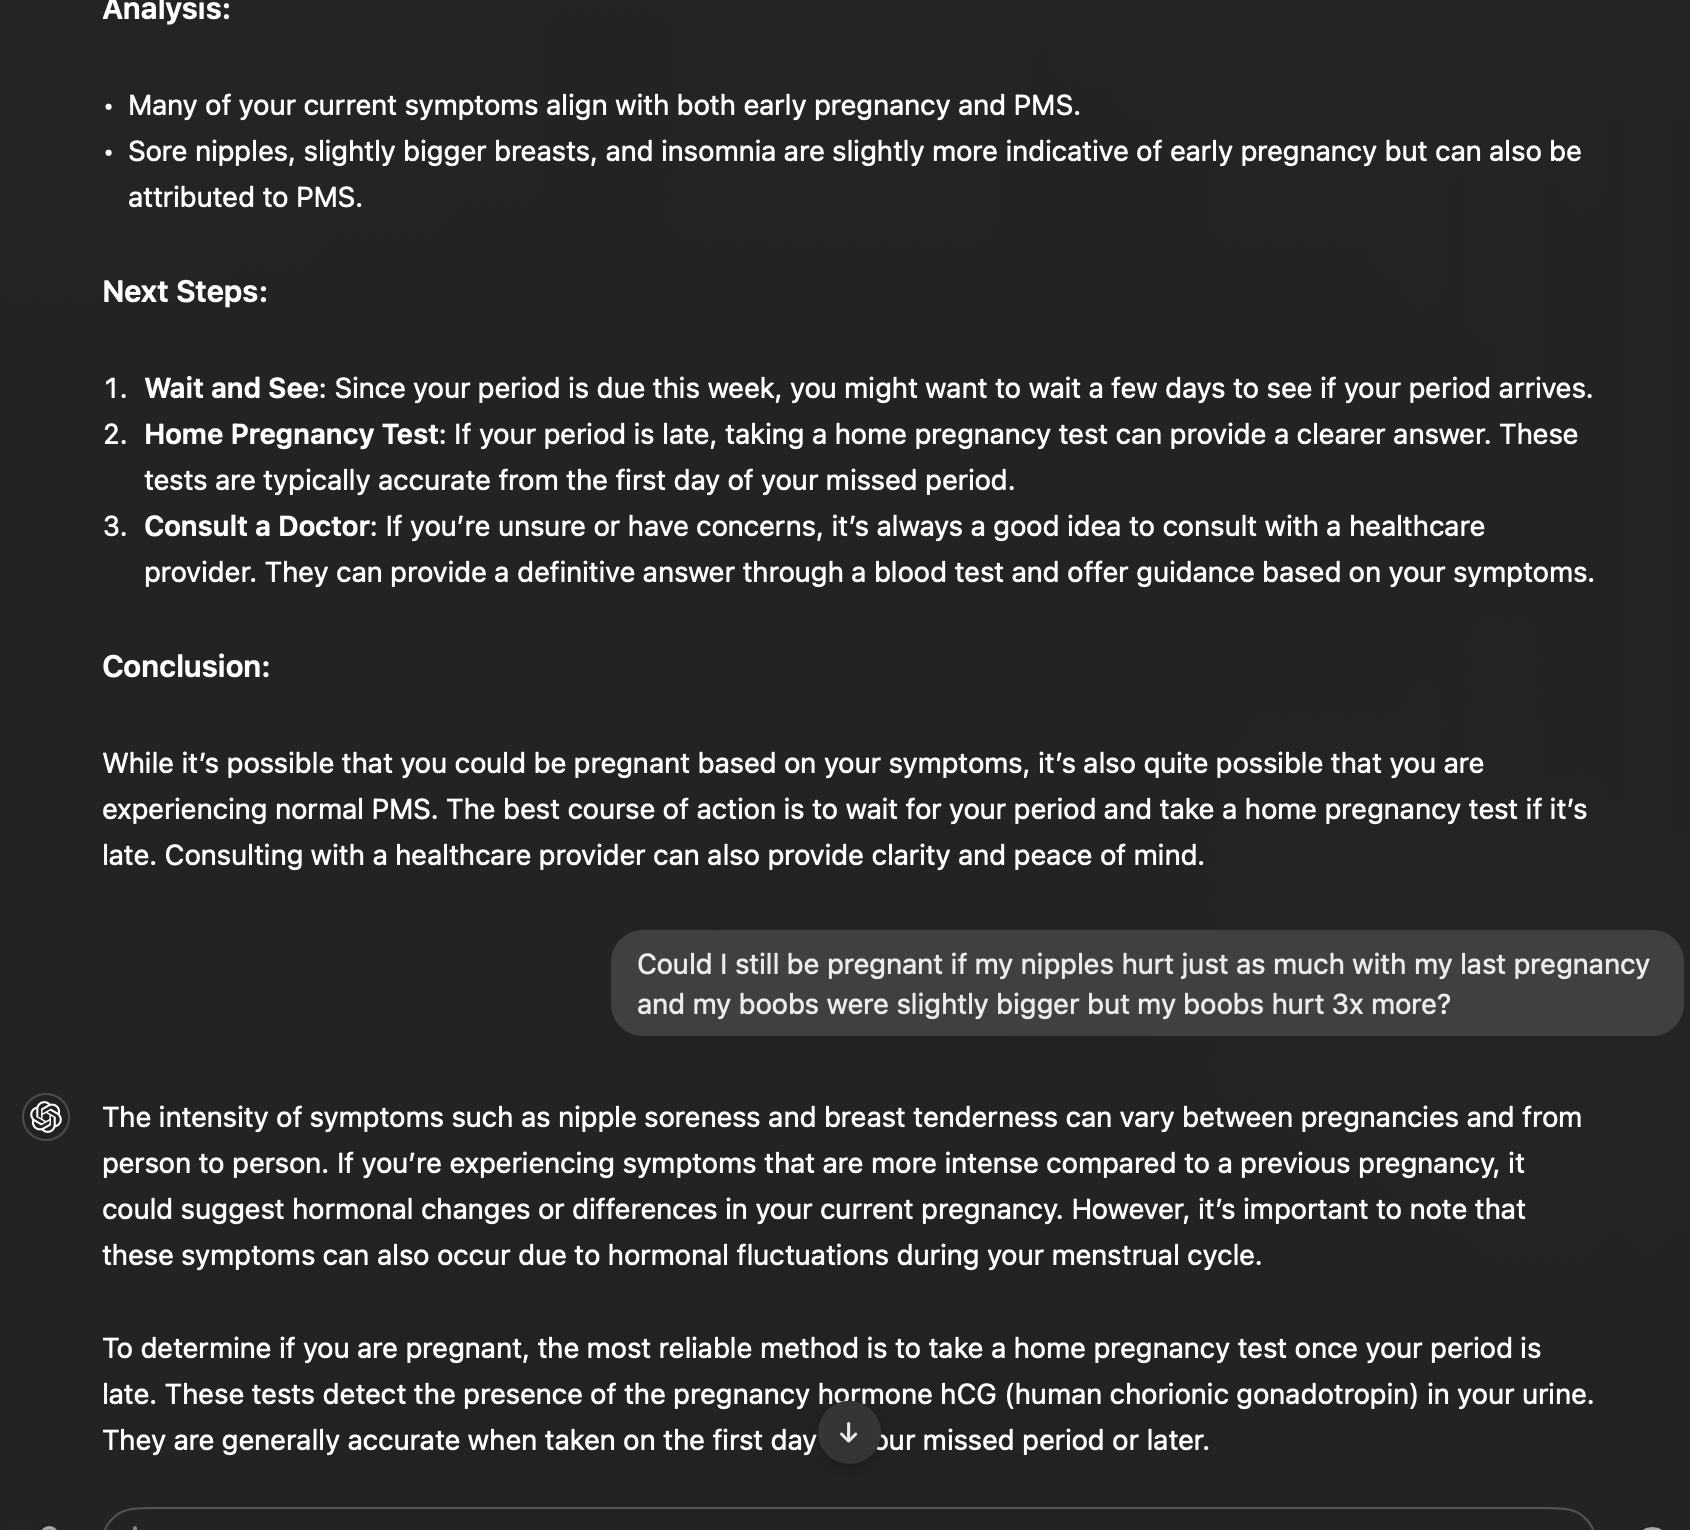 Analysis:
• Many of your current symptoms align with both early pregnancy and PMS.
• Sore nipples, slightly bigger breasts, and insomnia are slightly more indicative of early pregnancy but can also be
attributed to PMS.
Next Steps:
1. Wait and See: Since your period is due this week, you might want to wait a few days to see if your period arrives.
2. Home Pregnancy Test: If your period is late, taking a home pregnancy test can provide a clearer answer. These
tests are typically accurate from the first day of your missed period.
3. Consult a Doctor: If you’re unsure or have concerns, it’s always a good idea to consult with a healthcare
provider. They can provide a definitive answer through a blood test and offer guidance based on your symptoms.
Conclusion:
While it’s possible that you could be pregnant based on your symptoms, it’s also quite possible that you are
experiencing normal PMS. The best course of action is to wait for your period and take a home pregnancy test if it’s
late. Consulting with a healthcare provider can also provide clarity and peace of mind.
Could I still be pregnant if my nipples hurt just as much with my last pregnancy
and my boobs were slightly bigger but my boobs hurt 3x more?
The intensity of symptoms such as nipple soreness and breast tenderness can vary between pregnancies and from
person to person. If you’re experiencing symptoms that are more intense compared to a previous pregnancy, it
could suggest hormonal changes or differences in your current pregnancy. However, it’s important to note that
these symptoms can also occur due to hormonal fluctuations during your menstrual cycle.
To determine if you are pregnant, the most reliable method is to take a home pregnancy test once your period is
late. These tests detect the presence of the pregnancy hormone hCG (human chorionic gonadotropin) in your urine.
They are generally accurate when taken on the first day our missed period or later.